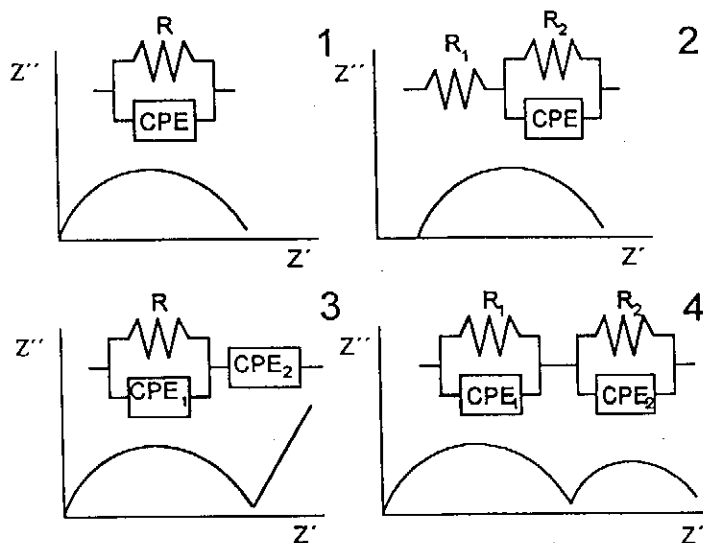 1
R
CPE
Z''
Z′
2
R₁
R₂
CPE
Z''
Z′
3
R
CPE₁
CPE₂
Z''
Z′
4
R₁
R₂
CPE₁
CPE₂
Z''
Z′